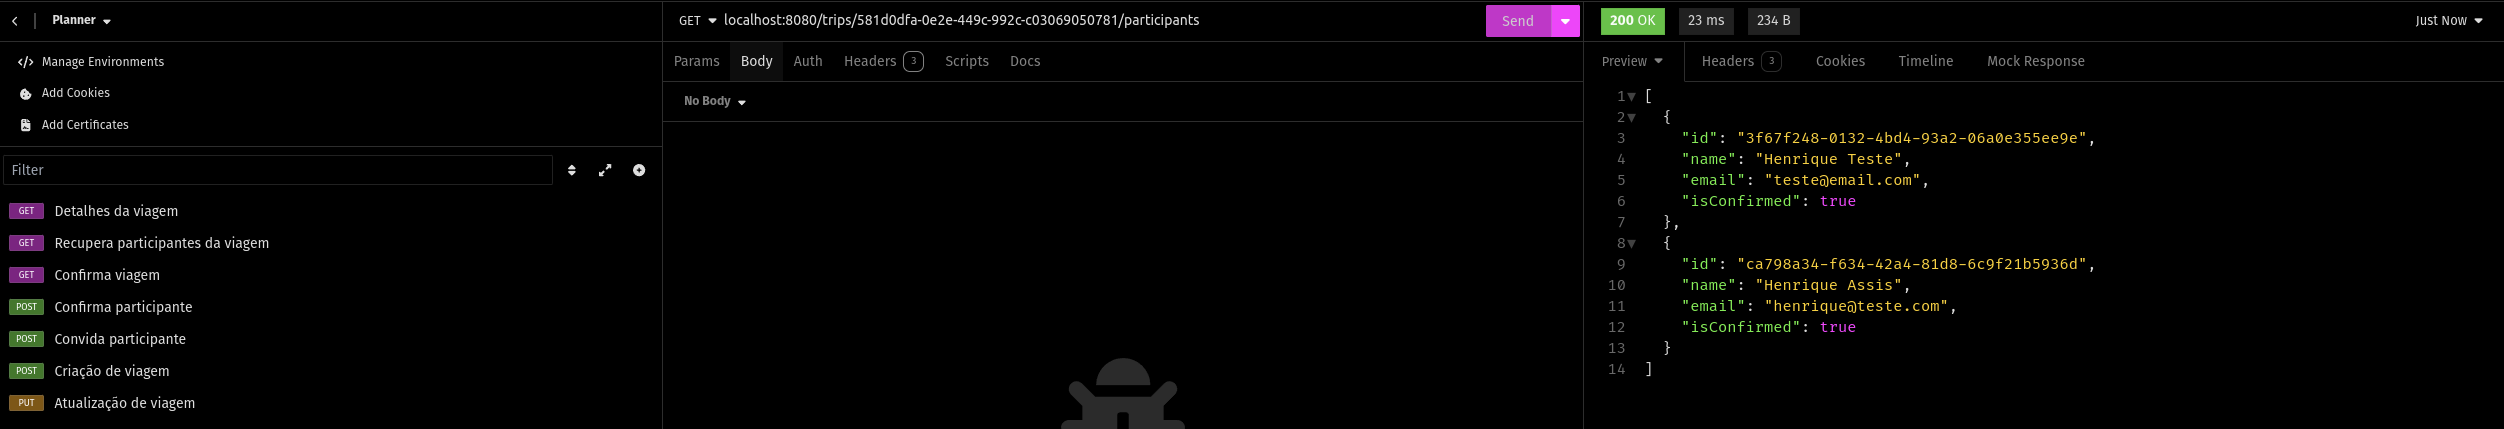 Planner
Manage Environments
Add Cookies
Add Certificates
Filter
GET Detalhes da viagem
GET Recupera participantes da viagem
GET Confirma viagem
POST Confirma participante
POST Convida participante
POST Criação de viagem
PUT Atualização de viagem
GET localhost:8080/trips/581d0dfa-0e2e-449c-992c-c03069050781/participants Send
Params Body Auth Headers 3 Scripts Docs
No Body
200 OK 23 ms 234 B Just Now
Preview Headers 3 Cookies Timeline Mock Response
1 [
2 {
3 "id": "3f67f248-0132-4bd4-93a2-06a0e355ee9e",
4 "name": "Henrique Teste",
5 "email": "teste@email.com",
6 "isConfirmed": true
7 },
8 {
9 "id": "ca798a34-f634-42a4-81d8-6c9f21b5936d",
10 "name": "Henrique Assis",
11 "email": "henrique@teste.com",
12 "isConfirmed": true
13 }
14 ]